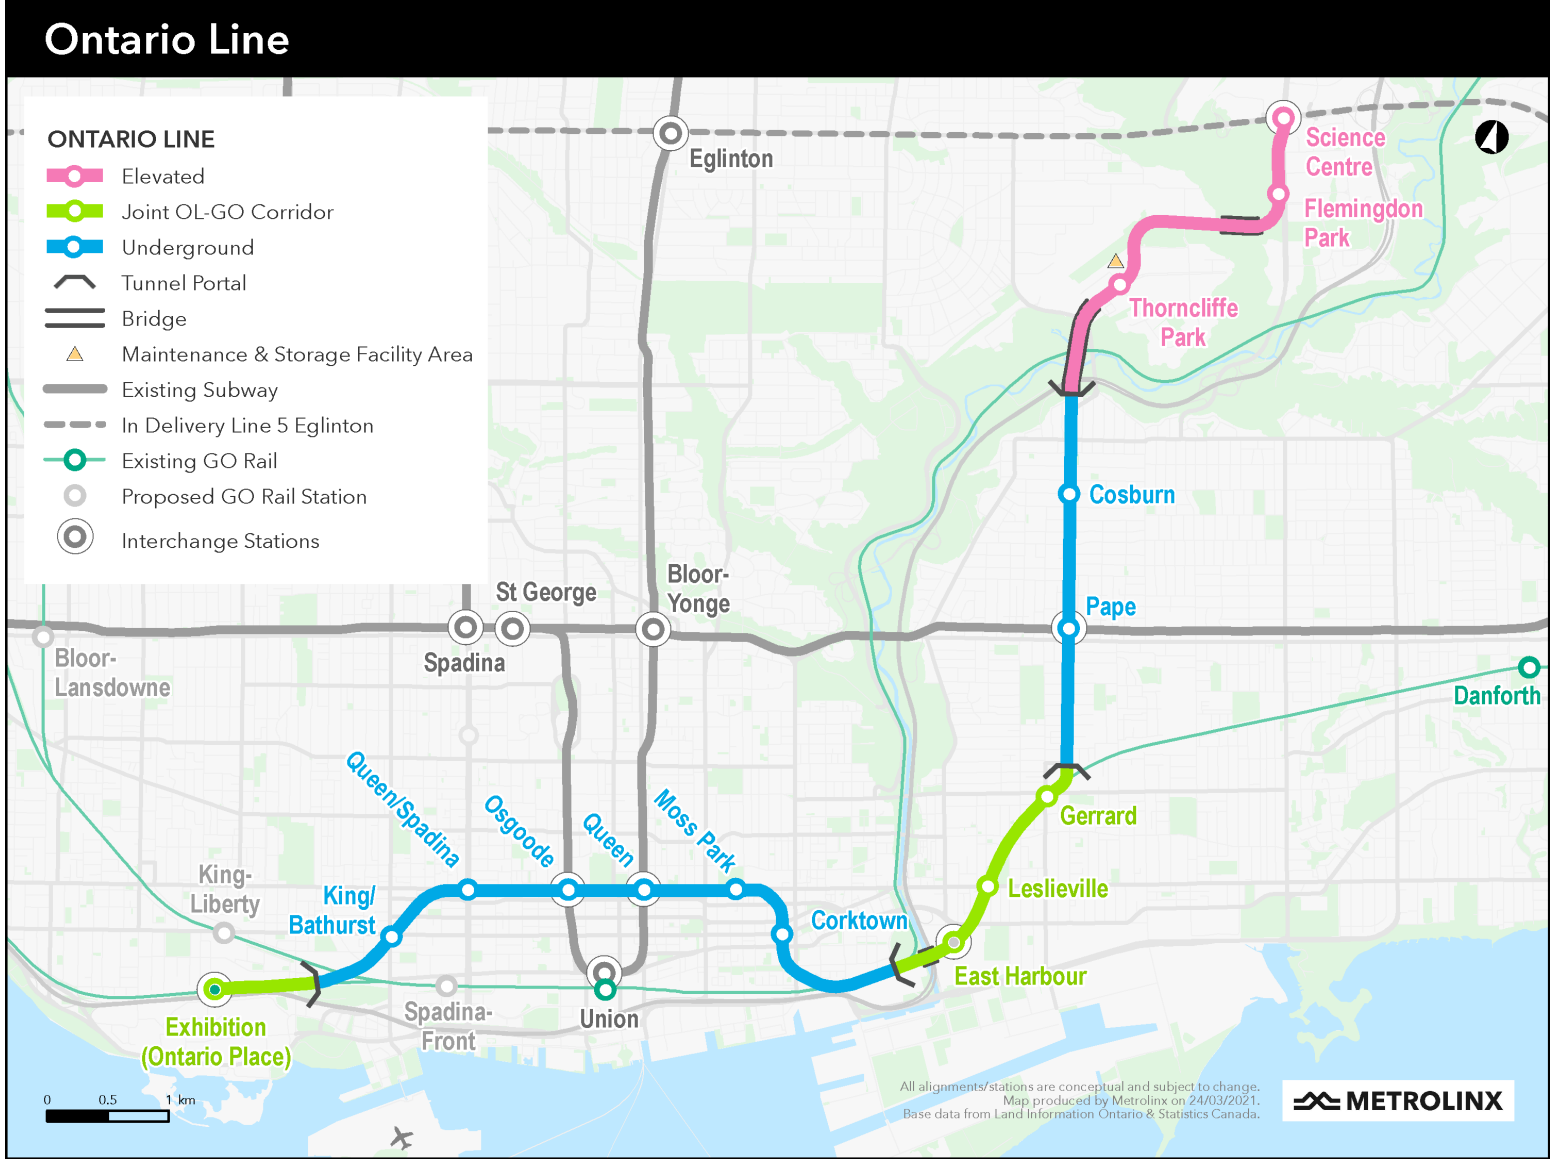 Ontario Line
ONTARIO LINE
Elevated
Joint OL-GO Corridor
Underground
Tunnel Portal
Bridge
Maintenance & Storage Facility Area
Existing Subway
In Delivery Line 5 Eglinton
Existing GO Rail
Proposed GO Rail Station
Interchange Stations
Eglinton
Science
Centre
Flemingdon
Park
Thorncliffe
Park
Cosburn
Pape
Danforth
Bloor-
Yonge
St George
Spadina
Bloor-
Lansdowne
Queen/Spadina
Osgoode
Queen
Moss Park
Gerrard
Leslieville
Corktown
East Harbour
King-
Liberty
King/
Bathurst
Exhibition
(Ontario Place)
Spadina-
Front
Union
0 0.5 1 km
All alignments/stations are conceptual and subject to change.
Map produced by Metrolinx on 24/03/2021.
Base data from Land Information Ontario & Statistics Canada.
METROLINX